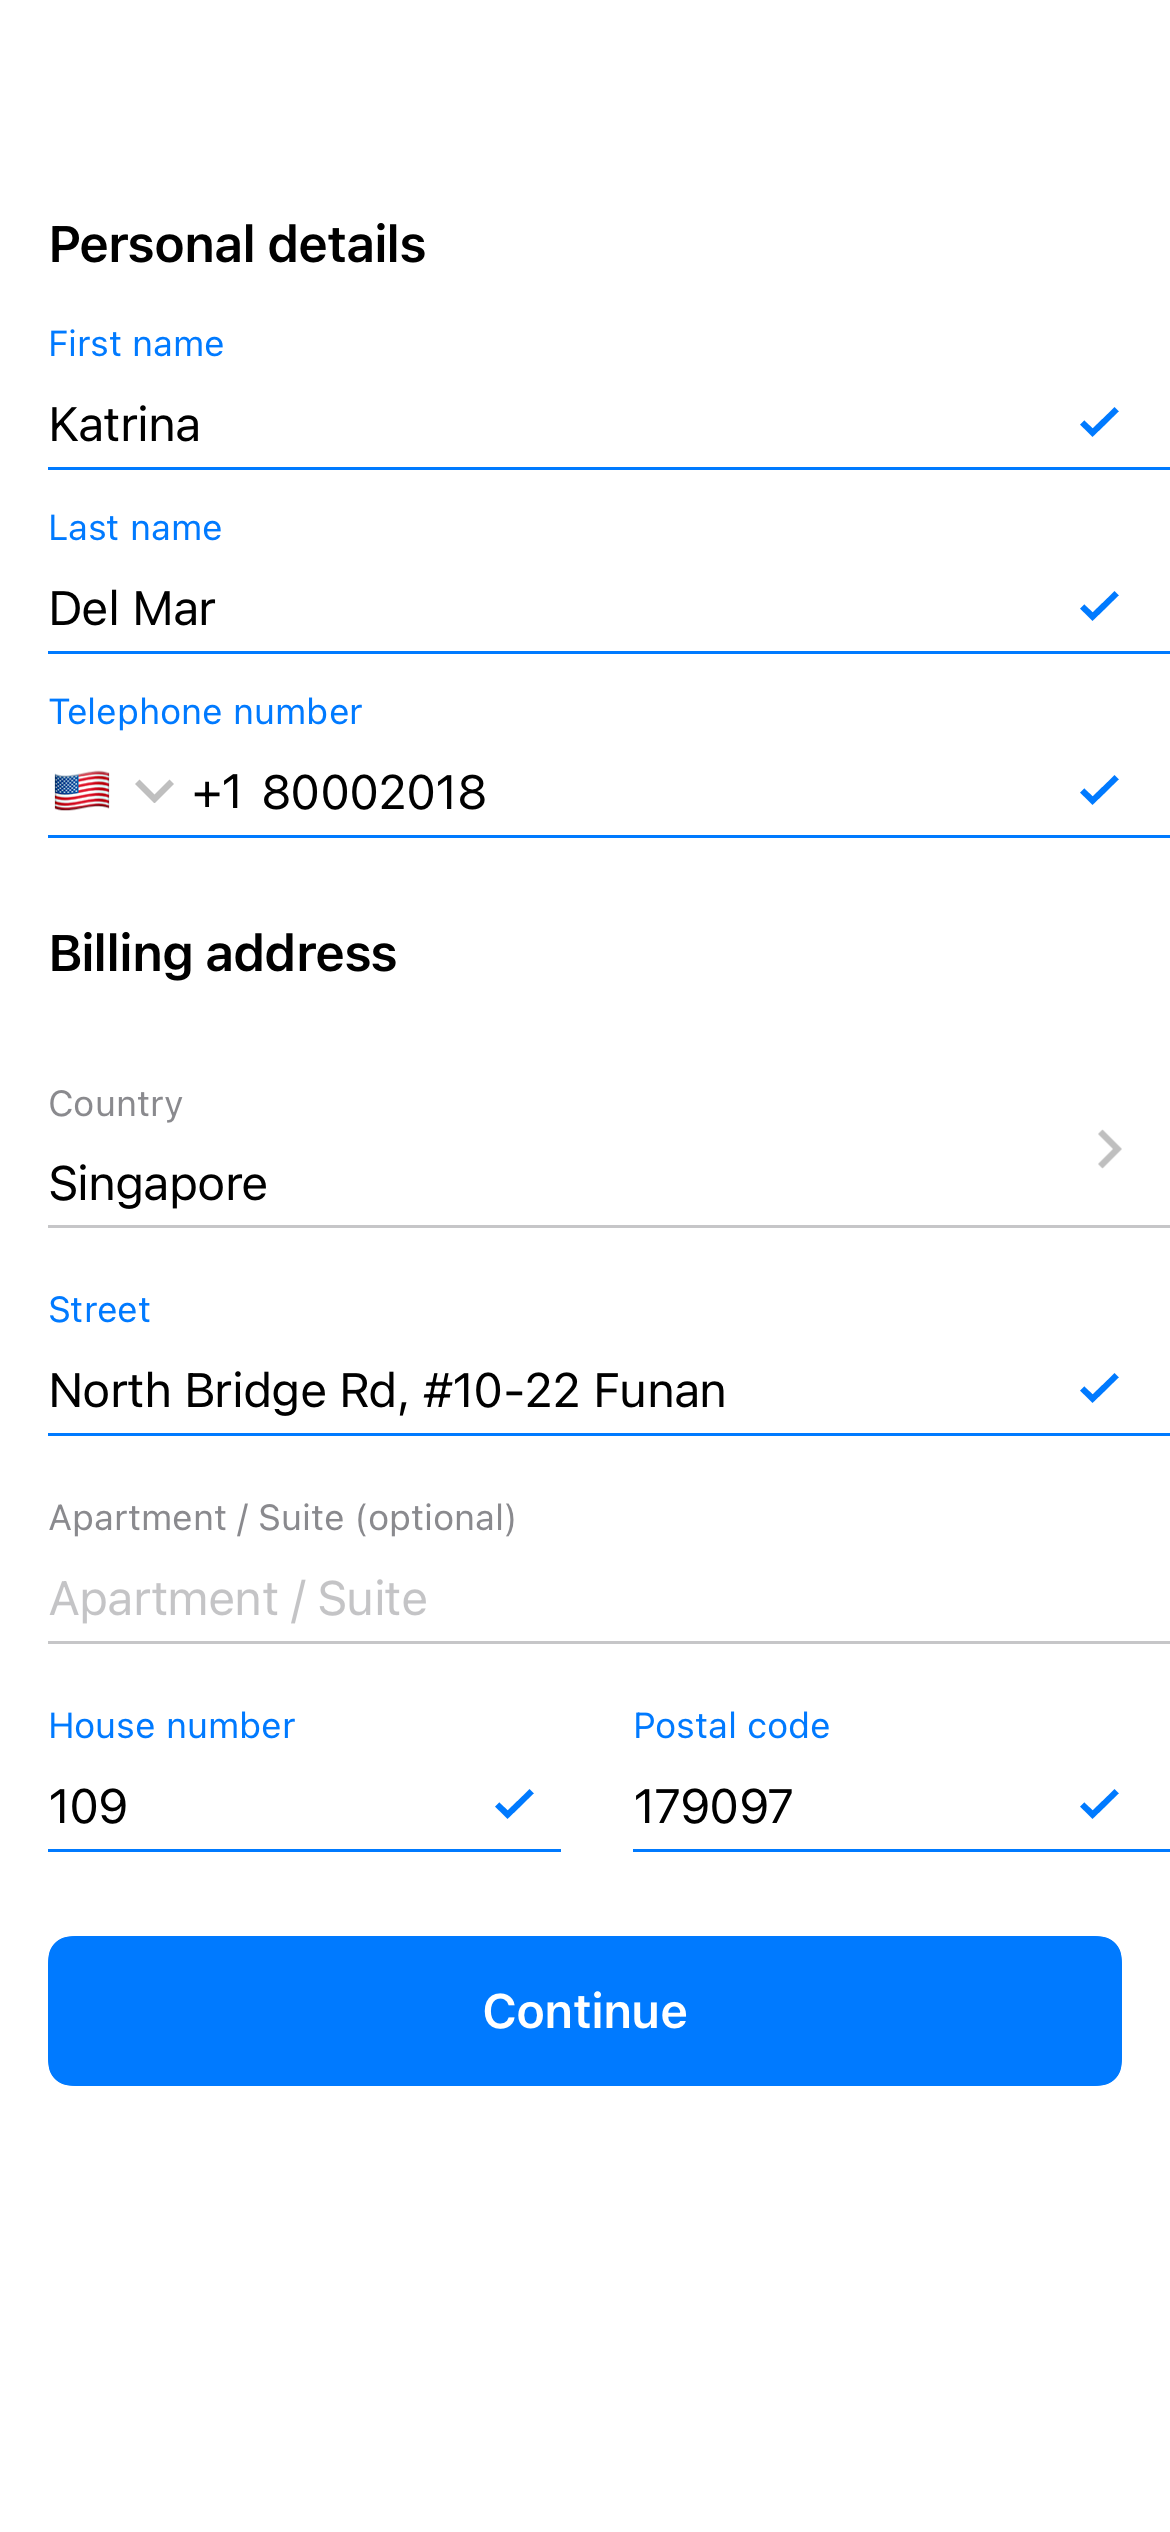 Personal details
First name
Katrina
Last name
Del Mar
Telephone number
+1 80002018
Billing address
Country
Singapore
Street
North Bridge Rd, #10-22 Funan
Apartment / Suite (optional)
Apartment / Suite
House number Postal code
109 179097
Continue